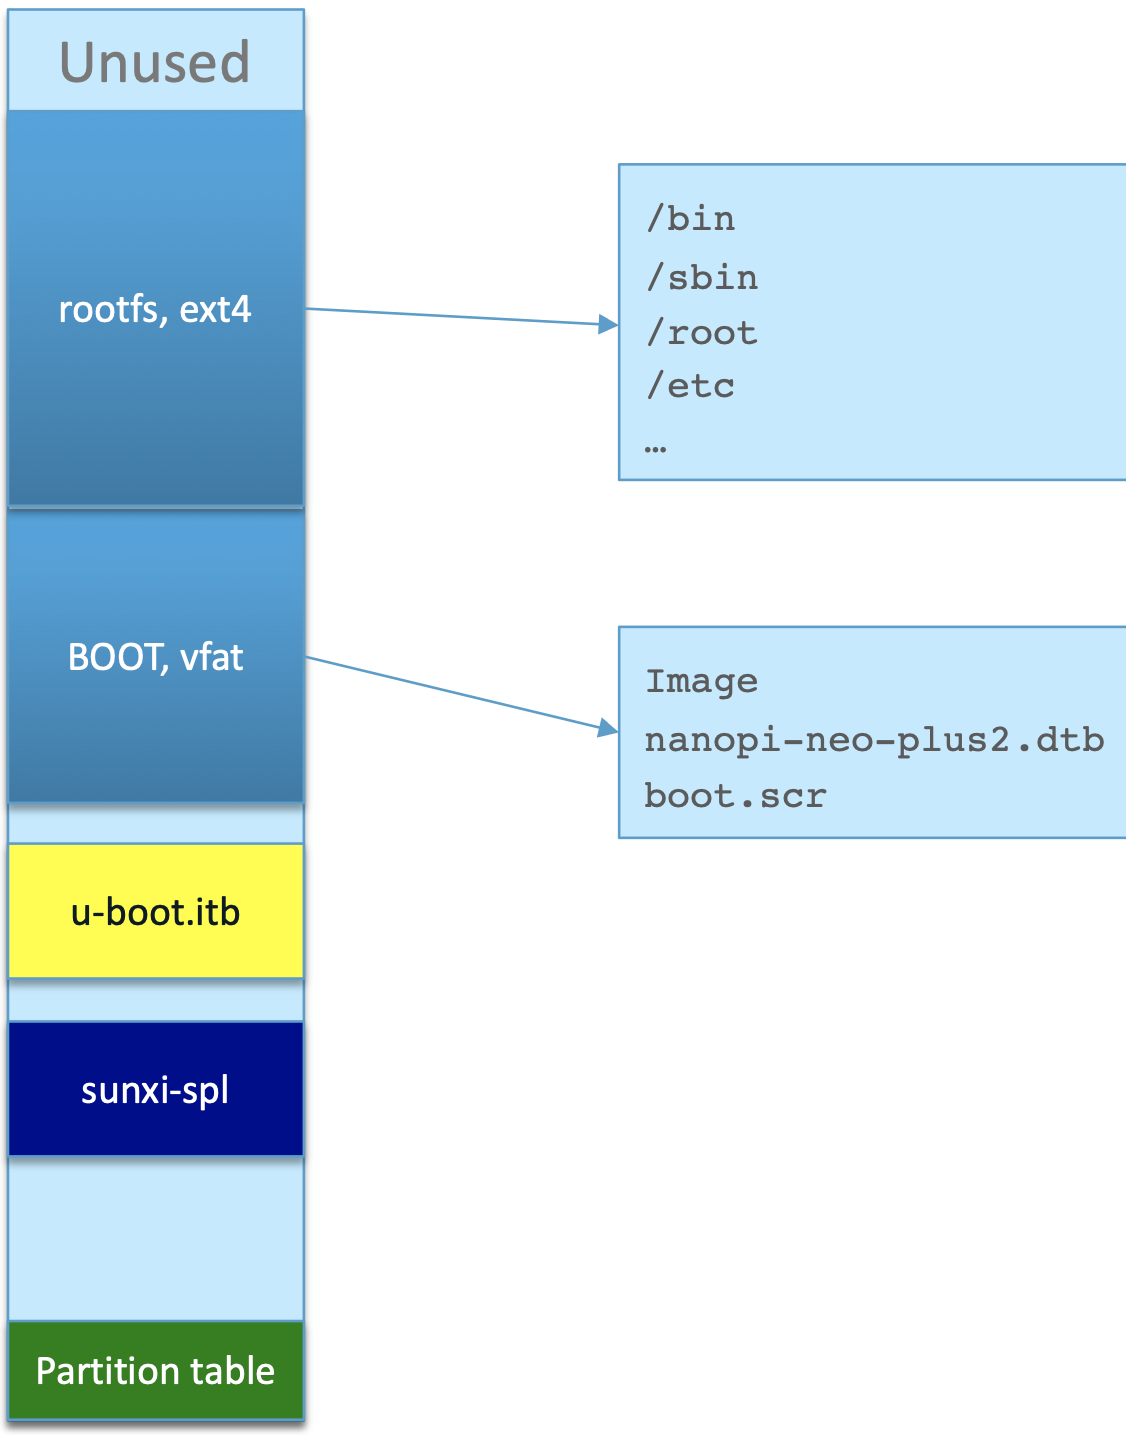 Unused
rootfs, ext4
/bin
/sbin
/root
/etc
…
BOOT, vfat
Image
nanopi-neo-plus2.dtb
boot.scr
u-boot.itb
sunxi-spl
Partition table